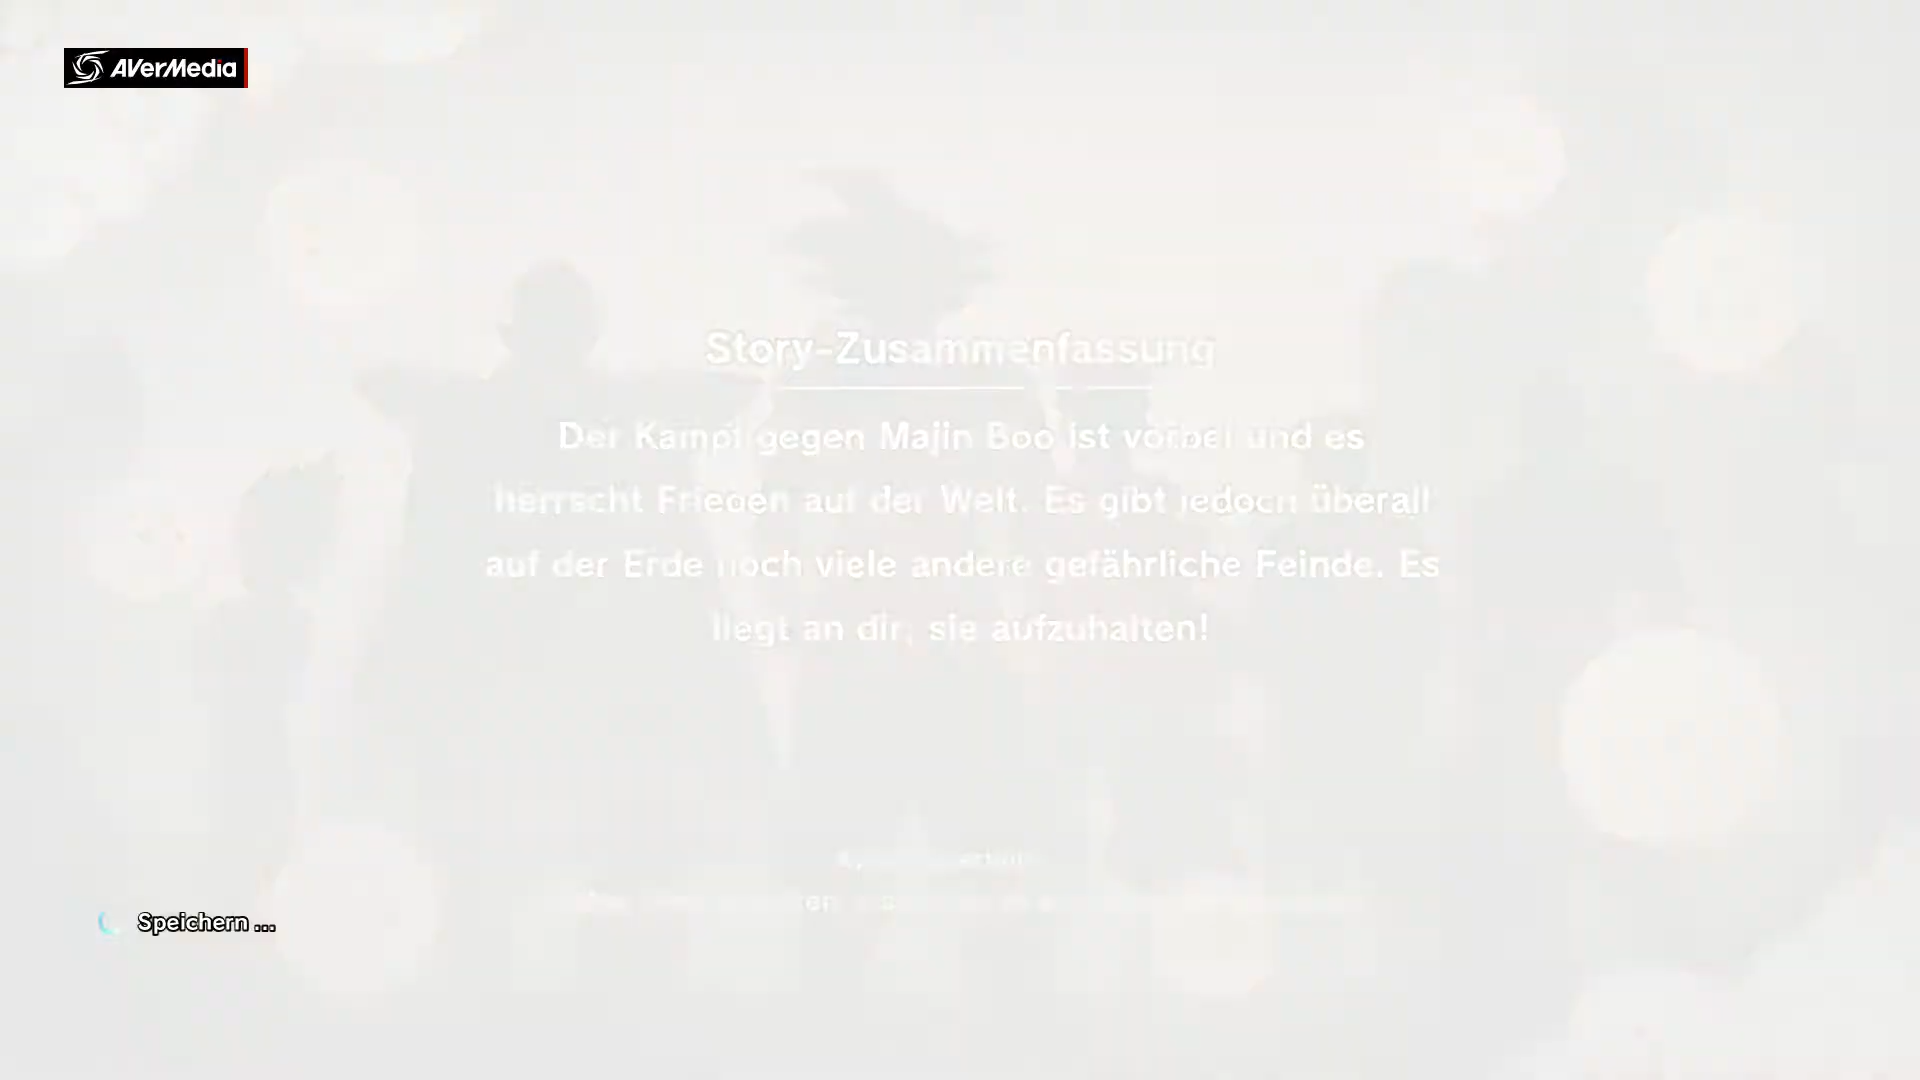 AVerMedia
Story-Zusammenfassung
Der Kampf gegen Majin Boo ist vorbei und es
herrscht Frieden auf der Welt. Es gibt jedoch überall
auf der Erde noch viele andere gefährliche Feinde. Es
liegt an dir, sie aufzuhalten!
Speichern ...